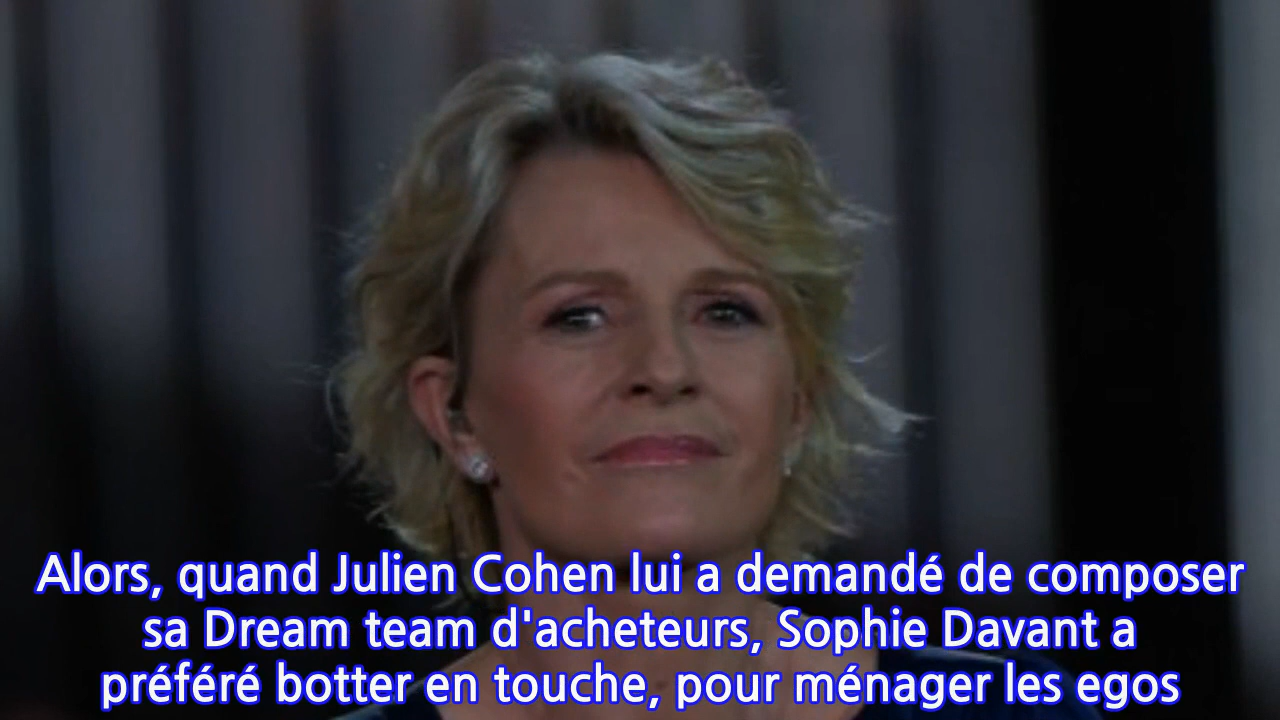 Alors, quand Julien Cohen lui a demandé de composer
sa Dream team d'acheteurs, Sophie Davant a
préféré botter en touche, pour ménager les egos